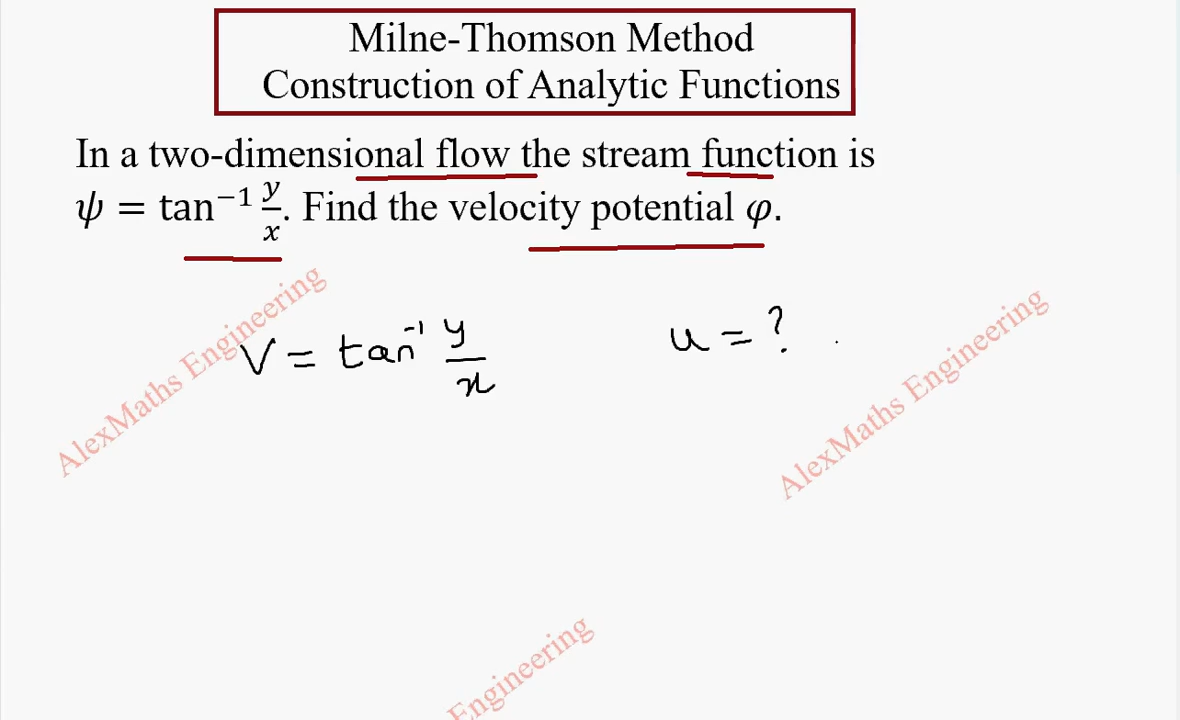 Milne-Thomson Method
Construction of Analytic Functions
In a two-dimensional flow the stream function is
ψ = tan⁻¹ y/x. Find the velocity potential φ.
V = tan⁻¹ y/x u = ?
AlexMaths Engineering
AlexMaths Engineering
Engineering